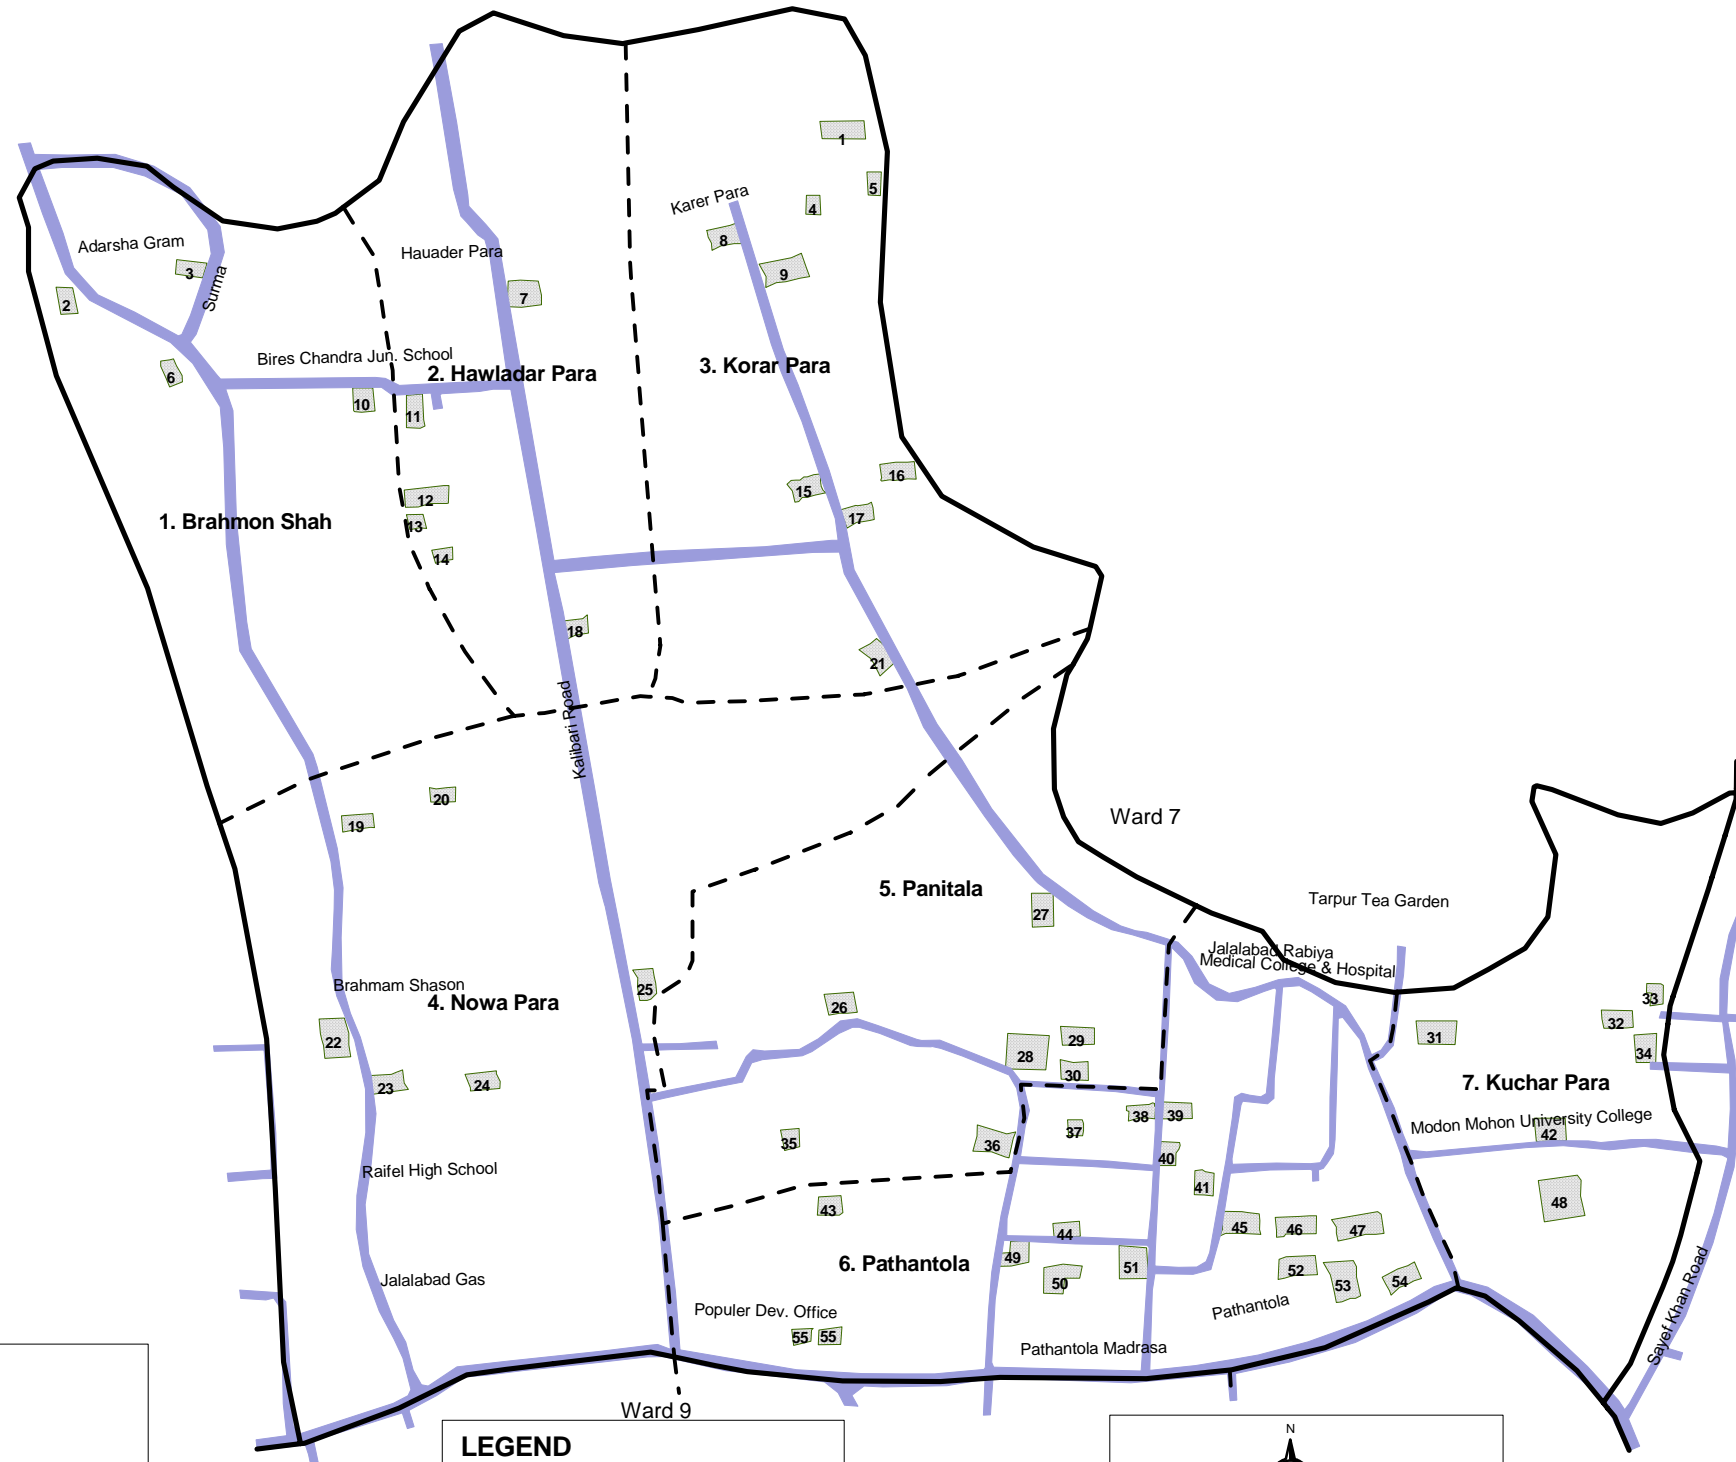 1
5
4
Karer Para
8
9
Adarsha Gram
3
Surma
2
Hauader Para
7
6
Bires Chandra Jun. School
2. Hawladar Para
3. Korar Para
10
11
12
13
14
15
16
17
1. Brahmon Shah
18
21
Kalibari Road
19
20
Ward 7
5. Panitala
27
Tarpur Tea Garden
Jalalabad Rabiya
Medical College & Hospital
Brahmam Shason
4. Nowa Para
25
26
22
23
24
28
29
30
31
32
33
34
7. Kuchar Para
Modon Mohon University College
42
35
36
37
38
39
40
41
Raifel High School
43
44
45
46
47
48
49
50
51
52
53
54
6. Pathantola
Jalalabad Gas
Populer Dev. Office
55
55
Pathantola
Pathantola Madrasa
Sayef Khan Road
Ward 9
LEGEND
N